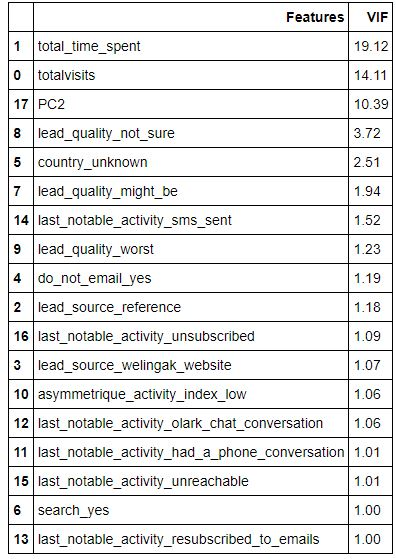 Features VIF
1 total_time_spent 19.12
0 totalvisits 14.11
17 PC2 10.39
8 lead_quality_not_sure 3.72
5 country_unknown 2.51
7 lead_quality_might_be 1.94
14 last_notable_activity_sms_sent 1.52
9 lead_quality_worst 1.23
4 do_not_email_yes 1.19
2 lead_source_reference 1.18
16 last_notable_activity_unsubscribed 1.09
3 lead_source_welingak_website 1.07
10 asymmetrique_activity_index_low 1.06
12 last_notable_activity_olark_chat_conversation 1.06
11 last_notable_activity_had_a_phone_conversation 1.01
15 last_notable_activity_unreachable 1.01
6 search_yes 1.00
13 last_notable_activity_resubscribed_to_emails 1.00